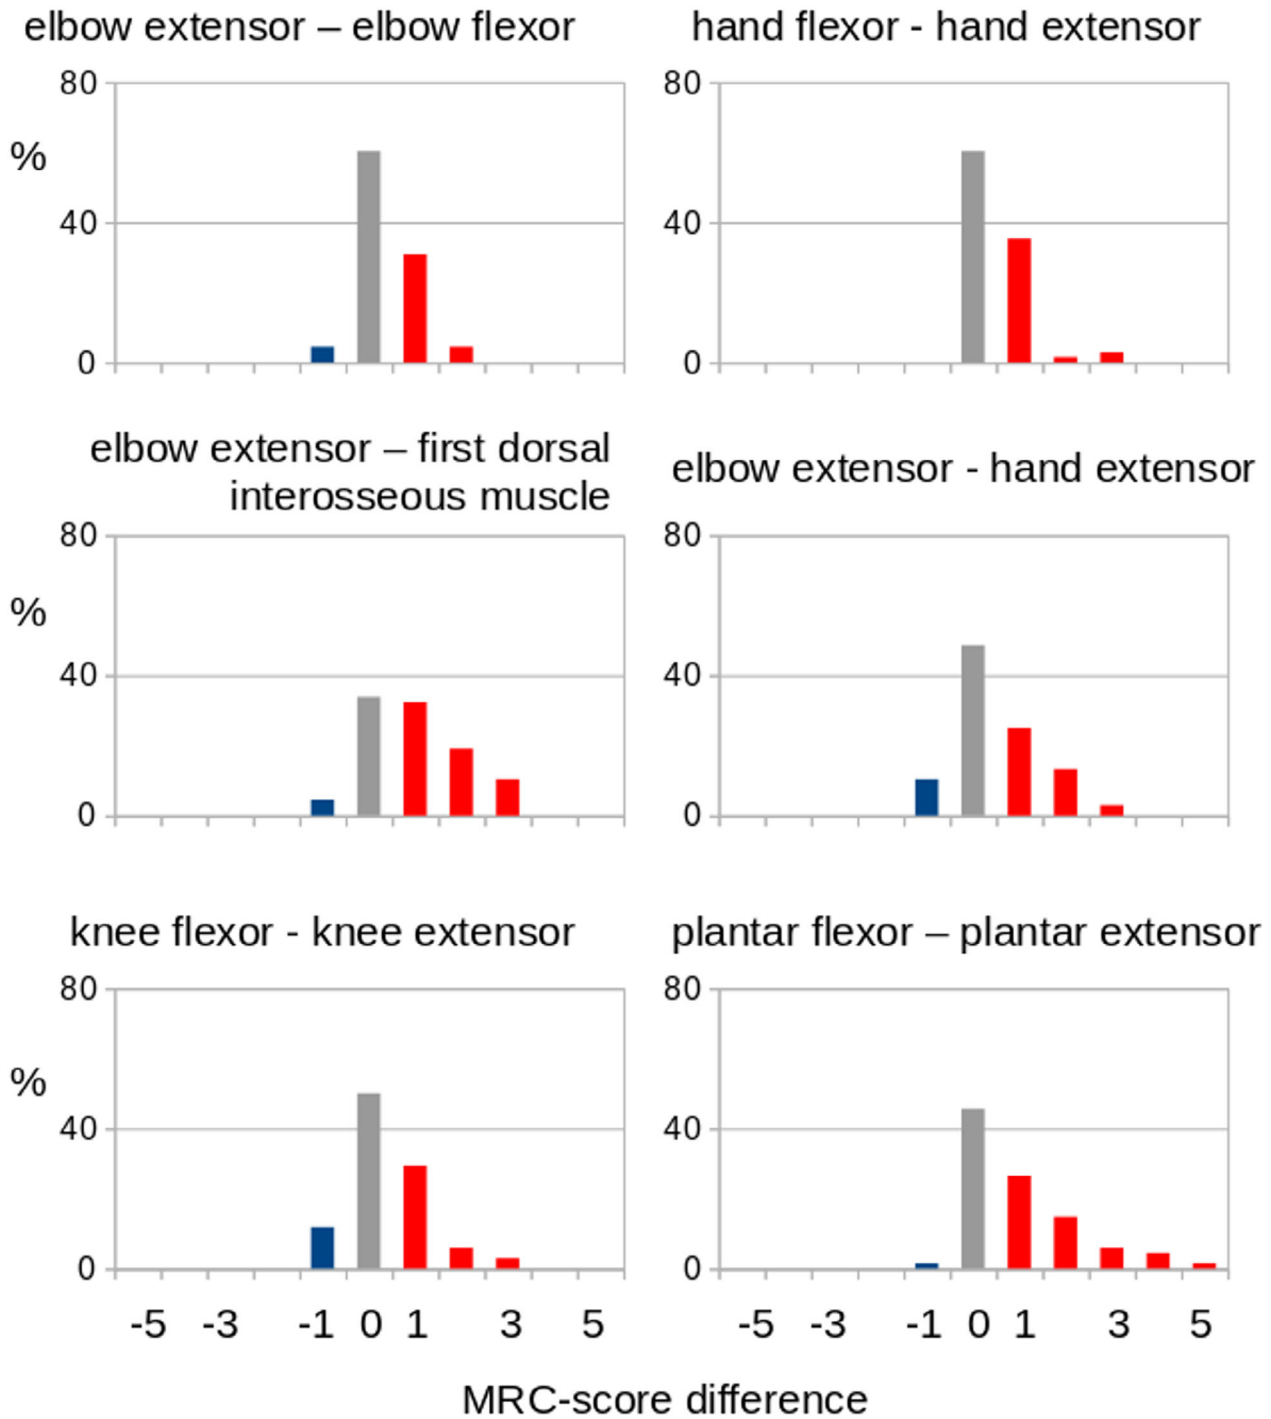 elbow extensor – elbow flexor
hand flexor - hand extensor
80
%
40
0
80
40
0
elbow extensor – first dorsal
interosseous muscle
elbow extensor - hand extensor
80
%
40
0
80
40
0
knee flexor - knee extensor
plantar flexor – plantar extensor
80
%
40
0
80
40
0
-5 -3 -1 0 1 3 5
-5 -3 -1 0 1 3 5
MRC-score difference